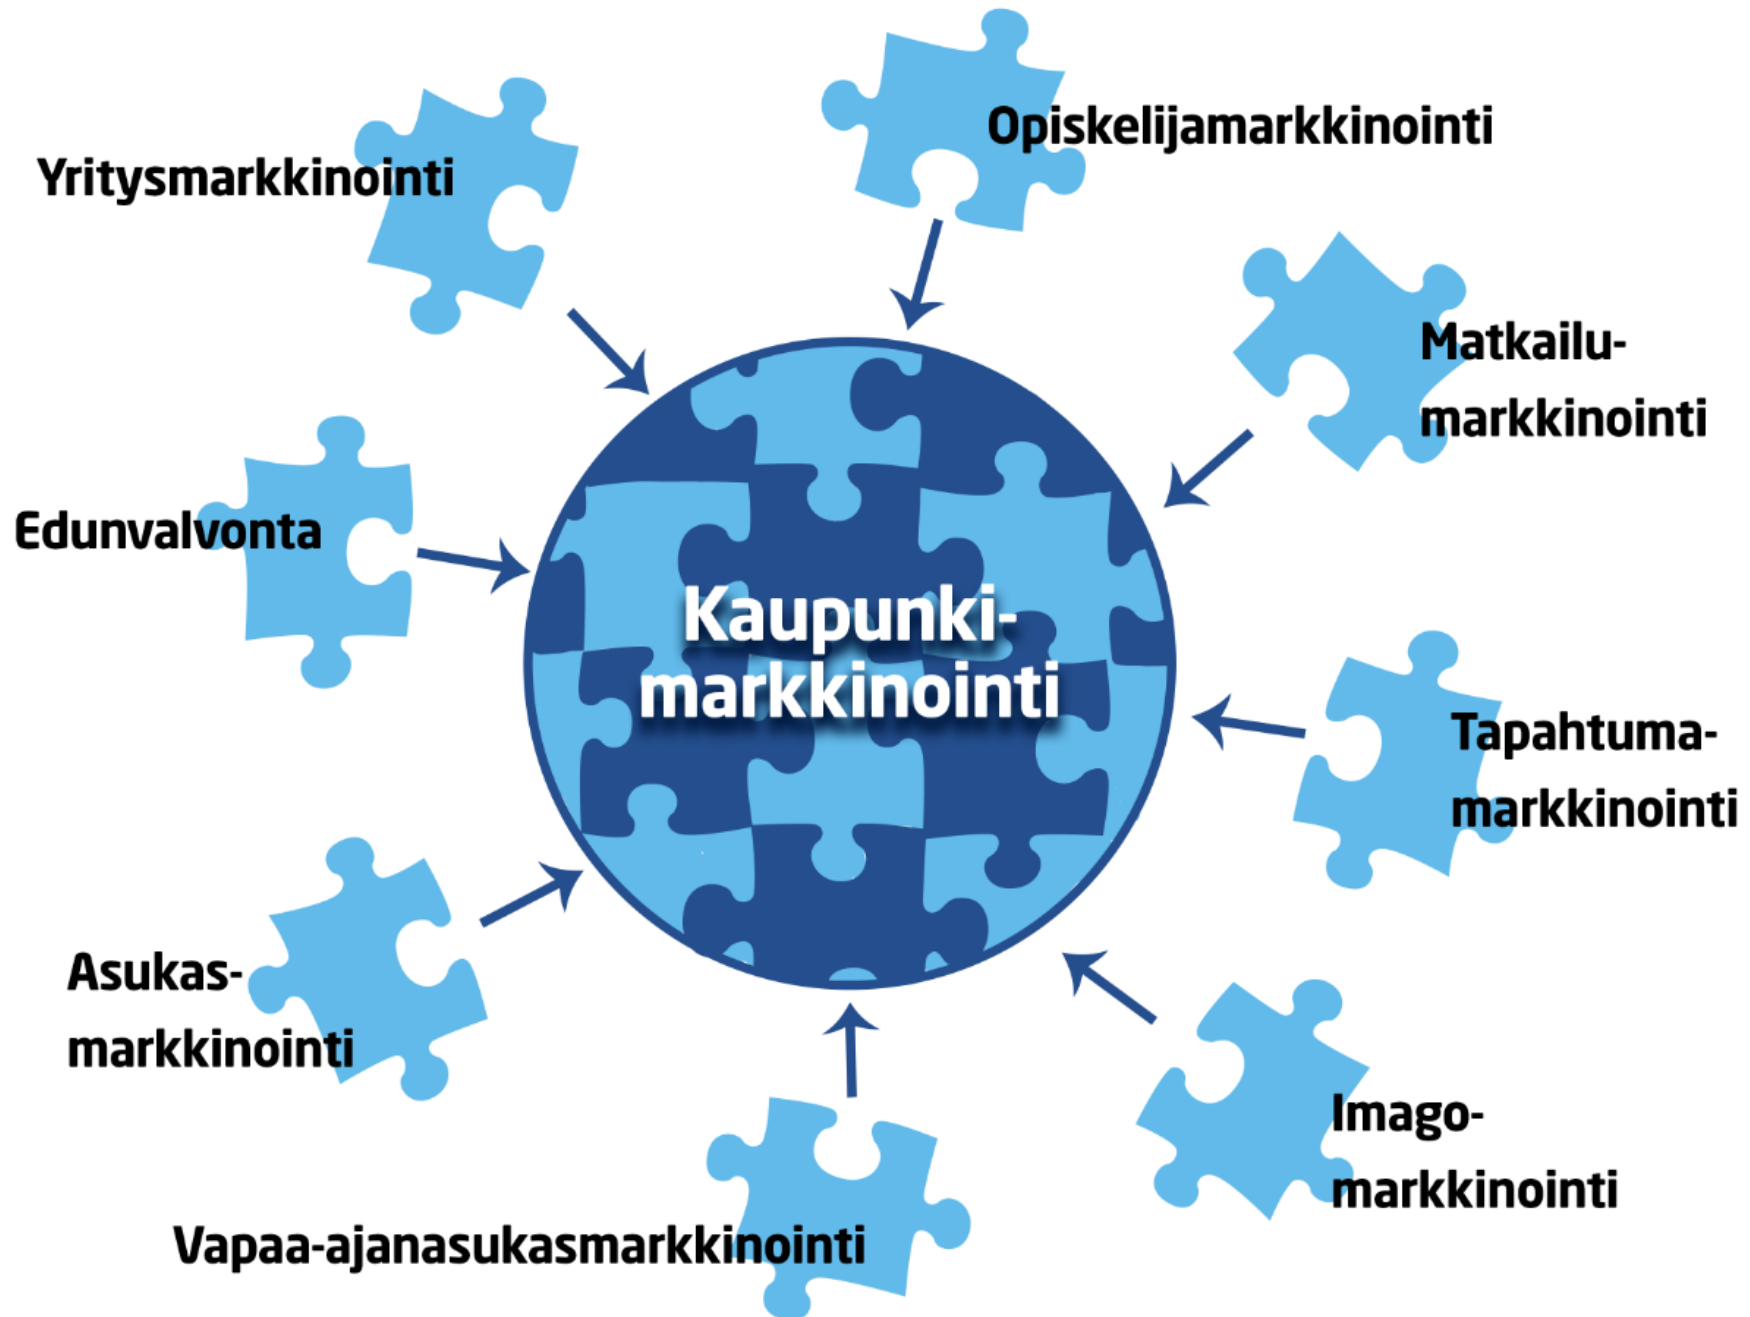 Opiskelijamarkkinointi
Yritysmarkkinointi
Matkailu-
markkinointi
Edunvalvonta
Kaupunki-
markkinointi
Tapahtuma-
markkinointi
Asukas-
markkinointi
Imago-
markkinointi
Vapaa-ajanasukasmarkkinointi